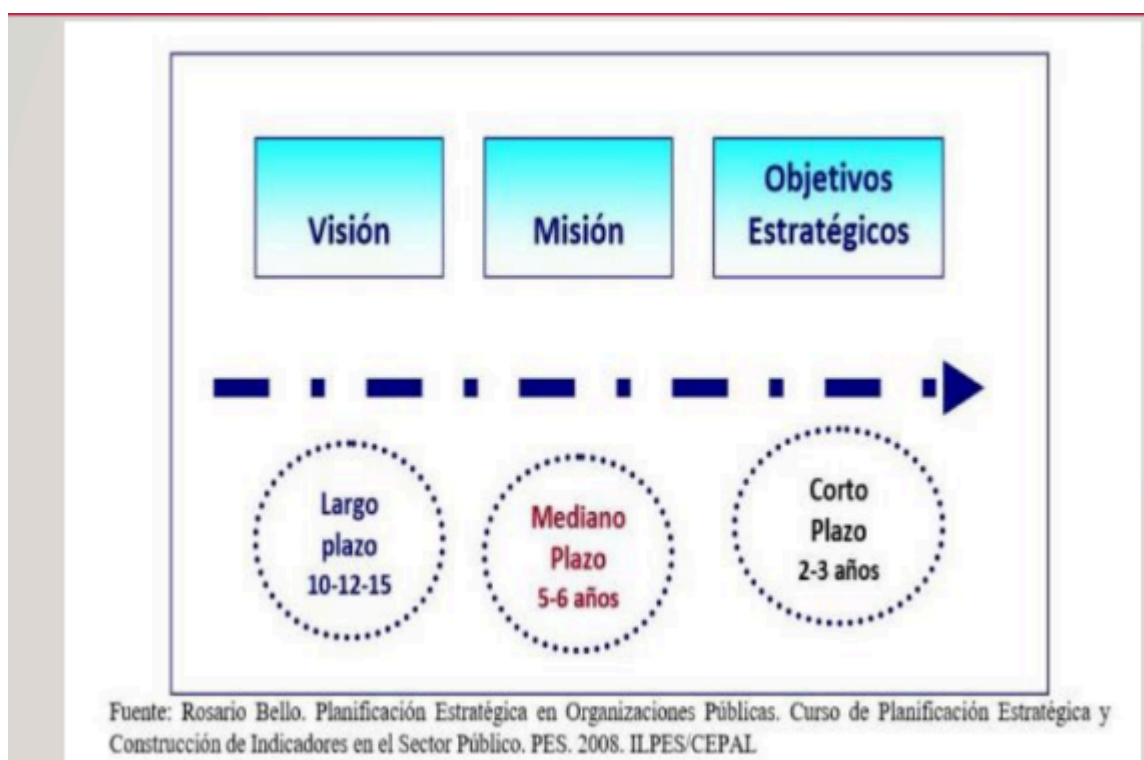 Visión
Misión
Objetivos
Estratégicos
Largo
plazo
10-12-15
Mediano
Plazo
5-6 años
Corto
Plazo
2-3 años
Fuente: Rosario Bello. Planificación Estratégica en Organizaciones Públicas. Curso de Planificación Estratégica y
Construcción de Indicadores en el Sector Público. PES. 2008. ILPES/CEPAL